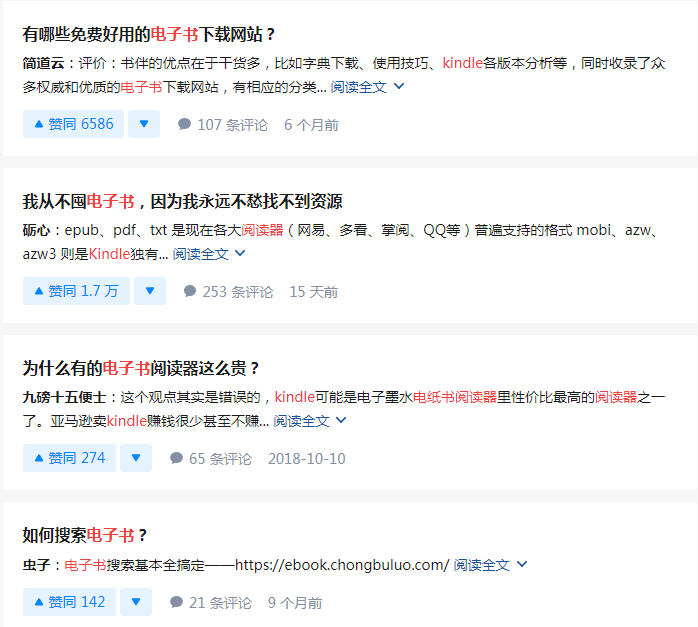 有哪些免费好用的电子书下载网站？
简道云：评价：书伴的优点在于干货多，比如字典下载、使用技巧、kindle各版本分析等，同时收录了众
多权威和优质的电子书下载网站，有相应的分类... 阅读全文
赞同 6586 107 条评论 6 个月前
我从不囤电子书，因为我永远不愁找不到资源
砺心：epub、pdf、txt 是现在各大阅读器（网易、多看、掌阅、QQ等）普遍支持的格式 mobi、azw、
azw3 则是Kindle独有... 阅读全文
赞同 1.7 万 253 条评论 15 天前
为什么有的电子书阅读器这么贵？
九磅十五便士：这个观点其实是错误的，kindle可能是电子墨水电纸书阅读器里性价比最高的阅读器之一
了。亚马逊卖kindle赚钱很少甚至不赚... 阅读全文
赞同 274 65 条评论 2018-10-10
如何搜索电子书？
虫子：电子书搜索基本全搞定——https://ebook.chongbuluo.com/ 阅读全文
赞同 142 21 条评论 9 个月前